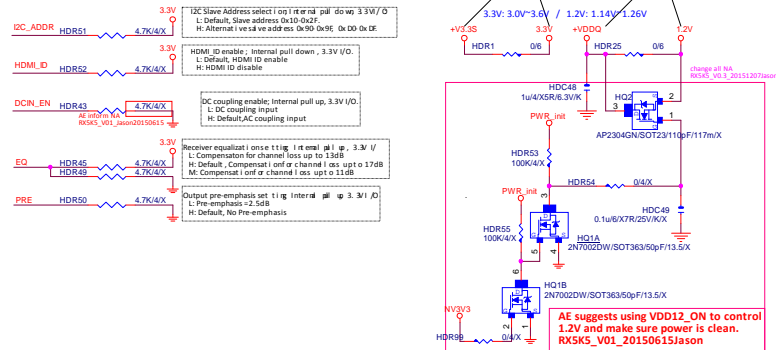 I2C Slave Address selection; Internal pull down, 3.3V I/O
L: Default, Slave address 0x10-0x2F.
H: Alternative slave address 0x90-0x9F, 0xD0-0xDF.
3.3V
I2C_ADDR
HDR51
4.7K/4/X
3.3V
HDMI_ID enable; Internal pull down, 3.3V I/O.
L: Default, HDMI ID enable
H: HDMI ID disable
HDMI_ID
HDR52
4.7K/4/X
DC coupling enable; Internal pull up, 3.3V I/O.
L: DC coupling input
H: Default,AC coupling input
DCIN_EN
HDR43
4.7K/4/X
AE inform NA
RX5K5_V01_Jason20150615
3.3V
Receiver equalization setting; Internal pull up, 3.3V I/
L: Compensaton for channel loss up to 13dB
H: Default, Compensation for channel loss up to 17dB
M: Compensation for channel loss up to 11dB
EQ
HDR45
4.7K/4/X
HDR49
4.7K/4/X
Output pre-emphasis setting; Internal pull up, 3.3V I/O
L: Pre-emphasis =2.5dB
H: Default, No Pre-emphasis
PRE
HDR50
4.7K/4/X
3.3V: 3.0V~3.6V / 1.2V: 1.14V~1.26V
+V3.3S
3.3V
+VDDQ
1.2V
HDR1
0/6
HDR25
0/6
change all NA
RX5K5_V0.3_20151207Jason
HDC48
1u/4/X5R/6.3V/K
HQ2
3
2
1
AP2304GN/SOT23/110pF/117m/X
PWR_init
HDR53
100K/4/X
HDR54
0/4/X
PWR_init
HDC49
0.1u/6/X7R/25V/K/X
HDR55
100K/4/X
3
5
4
HQ1A
2N7002DW/SOT363/50pF/13.5/X
6
HQ1B
2N7002DW/SOT363/50pF/13.5/X
NV3V3
2
1
HDR99
0/4/X
AE suggests using VDD12_ON to control
1.2V and make sure power is clean.
RX5K5_V01_20150615Jason